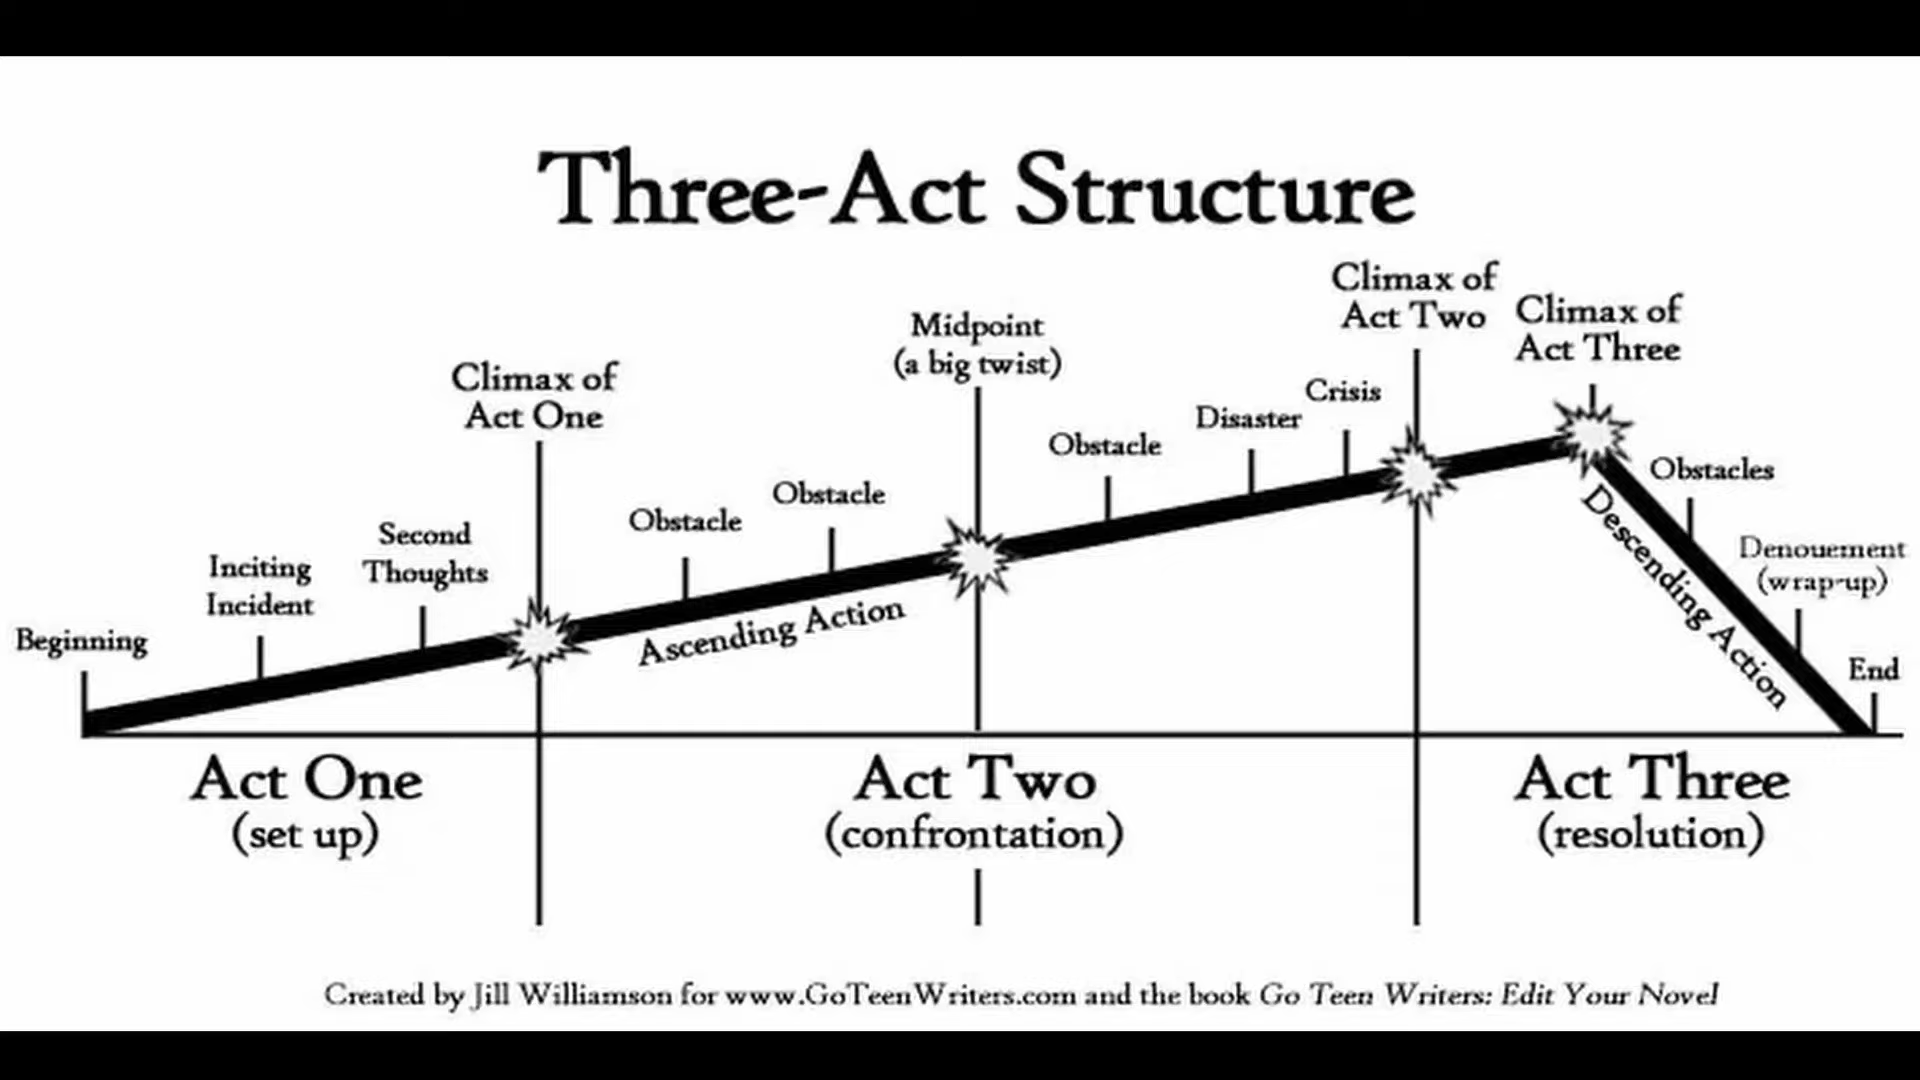 Three-Act Structure
Climax of
Act Two
Climax of
Act Three
Midpoint
(a big twist)
Climax of
Act One
Crisis
Disaster
Obstacle
Obstacle
Obstacle
Second
Thoughts
Inciting
Incident
Beginning
Ascending Action
Obstacles
Descending Action
Denouement
(wrap-up)
End
Act One
(set up)
Act Two
(confrontation)
Act Three
(resolution)
Created by Jill Williamson for www.GoTeenWriters.com and the book Go Teen Writers: Edit Your Novel